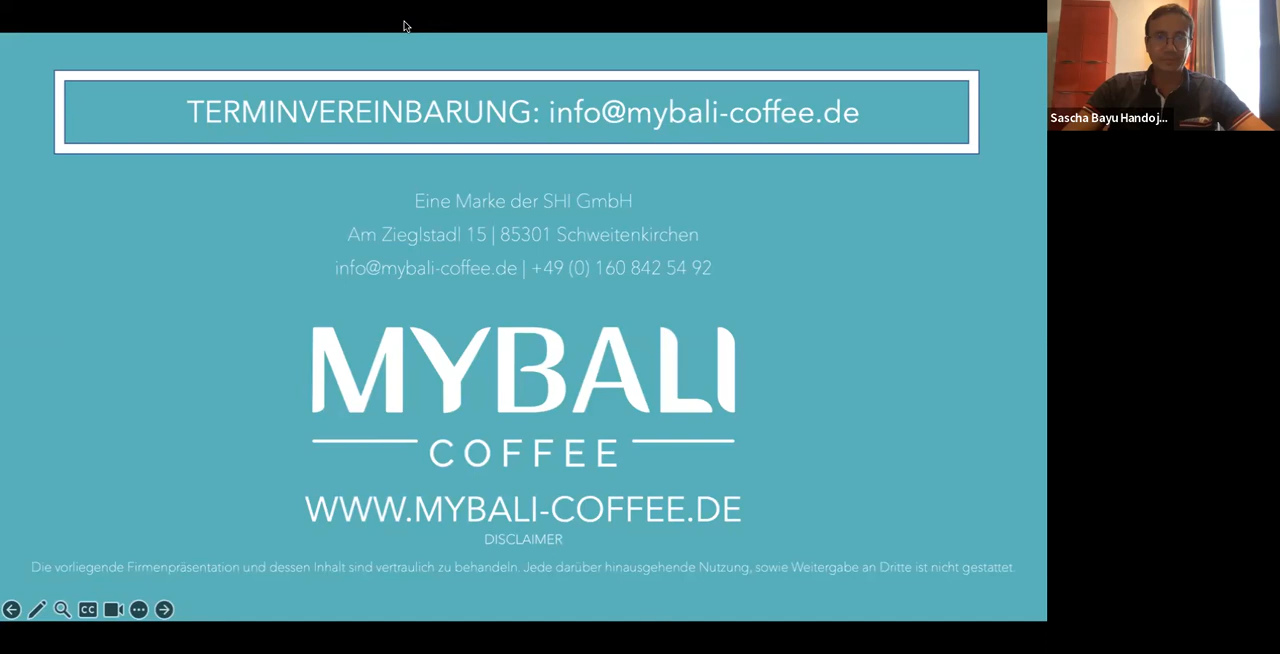 TERMINVEREINBARUNG: info@mybali-coffee.de
Sascha Bayu Handoj...
Eine Marke der SHI GmbH
Am Zieglstadl 15 | 85301 Schweitenkirchen
info@mybali-coffee.de | +49 (0) 160 842 54 92
MYBALI
COFFEE
WWW.MYBALI-COFFEE.DE
DISCLAIMER
Die vorliegende Firmenpräsentation und dessen Inhalt sind vertraulich zu behandeln. Jede darüber hinausgehende Nutzung, sowie Weitergabe an Dritte ist nicht gestattet.
CC